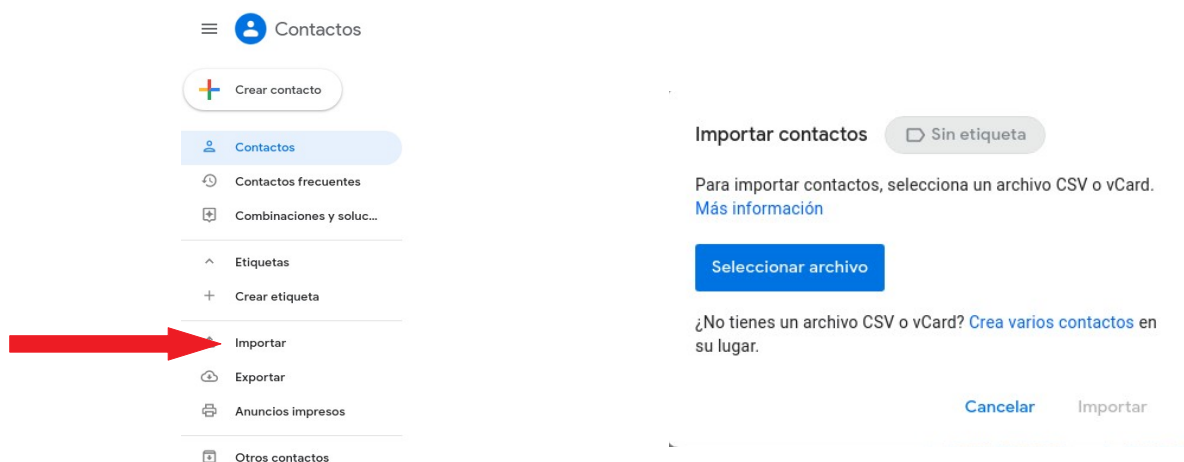 Contactos
Crear contacto
Contactos
Contactos frecuentes
Combinaciones y soluc...
Etiquetas
Crear etiqueta
Importar
Exportar
Anuncios impresos
Otros contactos
Importar contactos
Sin etiqueta
Para importar contactos, selecciona un archivo CSV o vCard.
Más información
Seleccionar archivo
¿No tienes un archivo CSV o vCard? Crea varios contactos en
su lugar.
Cancelar
Importar